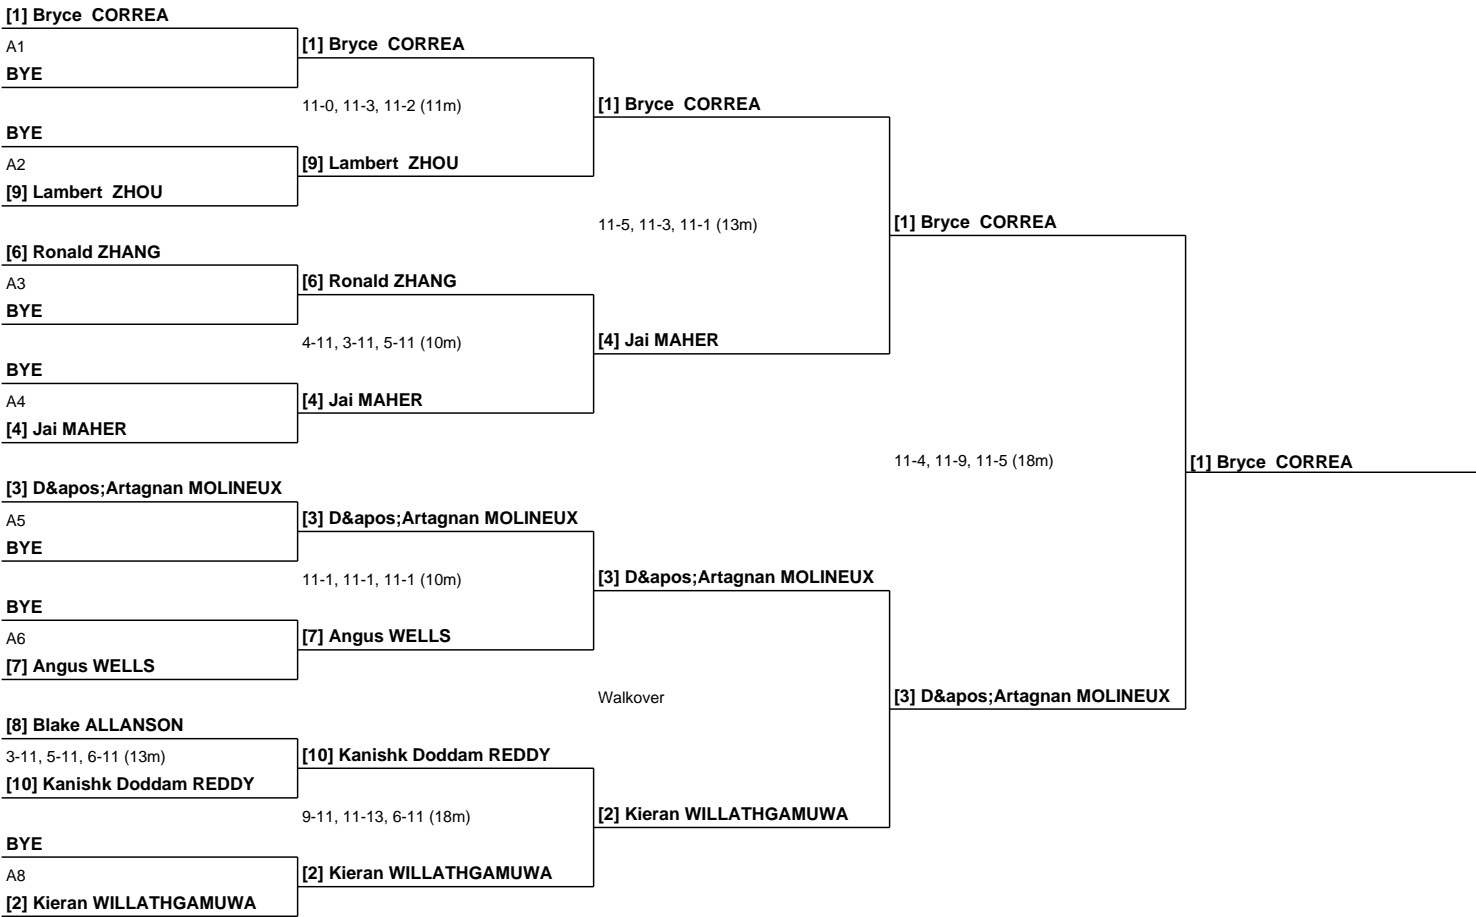 [1] Bryce  CORREA
A1
BYE
BYE
A2
[9] Lambert  ZHOU
[6] Ronald ZHANG
A3
BYE
BYE
A4
[4] Jai MAHER
[3] D&apos;Artagnan MOLINEUX
A5
BYE
BYE
A6
[7] Angus WELLS
[8] Blake ALLANSON
3-11, 5-11, 6-11 (13m)
[10] Kanishk Doddam REDDY
BYE
A8
[2] Kieran WILLATHGAMUWA
[1] Bryce  CORREA
11-0, 11-3, 11-2 (11m)
[9] Lambert  ZHOU
[6] Ronald ZHANG
4-11, 3-11, 5-11 (10m)
[4] Jai MAHER
[3] D&apos;Artagnan MOLINEUX
11-1, 11-1, 11-1 (10m)
[7] Angus WELLS
[10] Kanishk Doddam REDDY
9-11, 11-13, 6-11 (18m)
[2] Kieran WILLATHGAMUWA
[1] Bryce  CORREA
11-5, 11-3, 11-1 (13m)
[4] Jai MAHER
[3] D&apos;Artagnan MOLINEUX
Walkover
[2] Kieran WILLATHGAMUWA
[1] Bryce  CORREA
11-4, 11-9, 11-5 (18m)
[3] D&apos;Artagnan MOLINEUX
[1] Bryce  CORREA